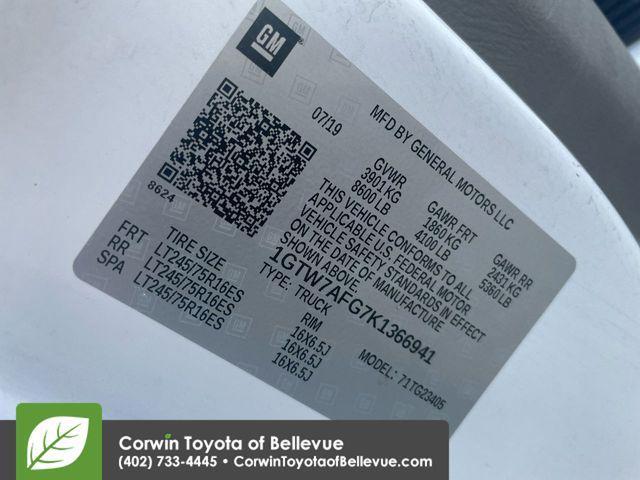 GM
07/19
MFD BY GENERAL MOTORS LLC
GVWR GAWR FRT GAWR RR
3901 KG 1860 KG 2431 KG
8600 LB 4100 LB 5360 LB
8624
THIS VEHICLE CONFORMS TO ALL
APPLICABLE U.S. FEDERAL MOTOR
VEHICLE SAFETY STANDARDS IN EFFECT
ON THE DATE OF MANUFACTURE
SHOWN ABOVE.
1GTW7AFG7K1366941
TYPE: TRUCK MODEL: 71TG23405
TIRE SIZE RIM
FRT LT245/75R16ES 16X6.5J
RR LT245/75R16ES 16X6.5J
SPA LT245/75R16ES 16X6.5J
Corwin Toyota of Bellevue
(402) 733-4445 • CorwinToyotaofBellevue.com